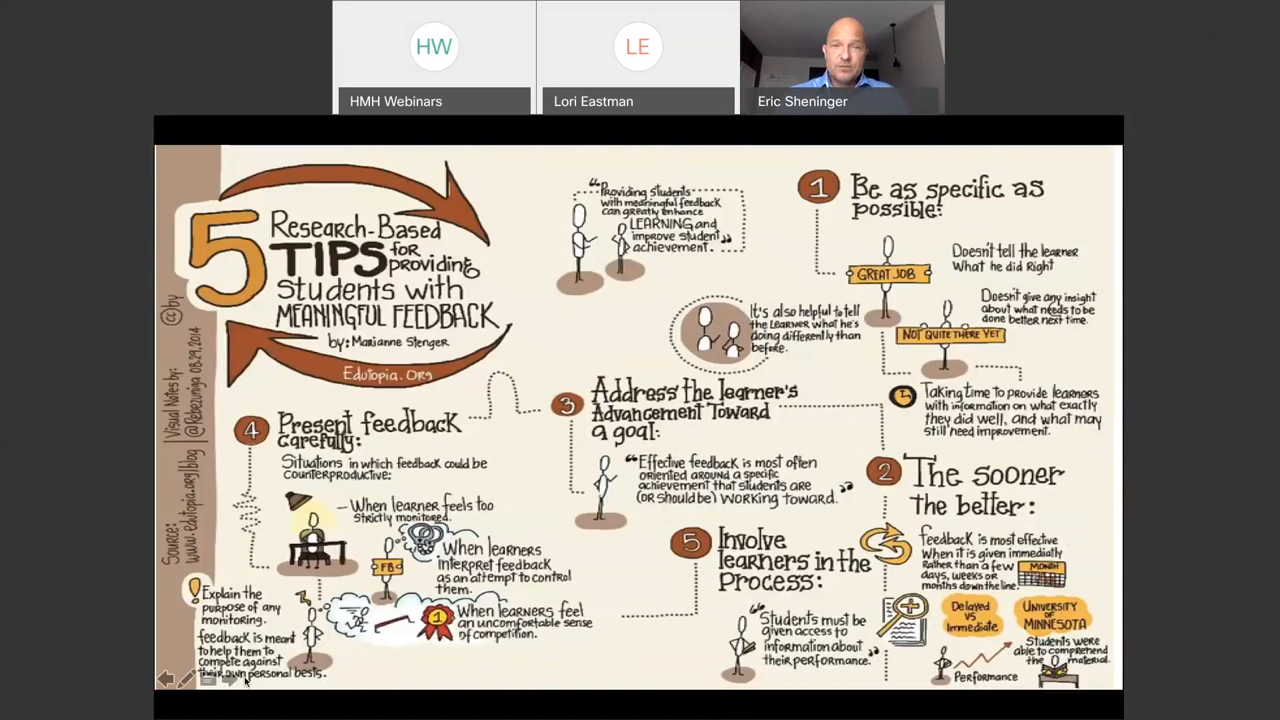 HW
LE
HMH Webinars
Lori Eastman
Eric Sheninger
5
Research-Based
TIPS for
providing
Students with
MEANINGFUL FEEDBACK
by: Marianne Stenger
Edutopia.Org
Source:
www.edutopia.org/blog
Visual Notes by:
@Rebezuniga 08.29.2014
cc by
"Providing Students
with meaningful feedback
can greatly enhance
LEARNING and
improve student
achievement."
1
Be as specific as
possible:
GREAT JOB
Doesn't tell the learner
What he did Right
NOT QUITE THERE YET
Doesn't give any insight
about what needs to be
done better next time.
Taking time to provide learners
with information on what exactly
they did well, and what may
still need improvement.
It's also helpful to tell
the learner what he's
doing differently than
before.
2
The sooner
the better:
feedback is most effective
When it is given immediately
Rather than a few
days, weeks or
months down the line.
MONTH
Delayed
vs
Immediate
UNIVERSITY
OF
MINNESOTA
Students were
able to comprehend
the material.
Performance
3
Address the learner's
Advancement Toward
a goal:
"Effective feedback is most often
oriented around a specific
achievement that students are
(or should be) working toward."
4
Present feedback
carefully:
Situations in which feedback could be
counterproductive:
When learner feels too
strictly monitored.
FB
When learners
interpret feedback
as an attempt to control
them.
1
When learners feel
an uncomfortable sense
of competition.
! Explain the
purpose of any
monitoring.
feedback is meant
to help them to
compete against
their own personal bests.
5
Involve
learners in the
Process:
"Students must be
given access to
information about
their performance."